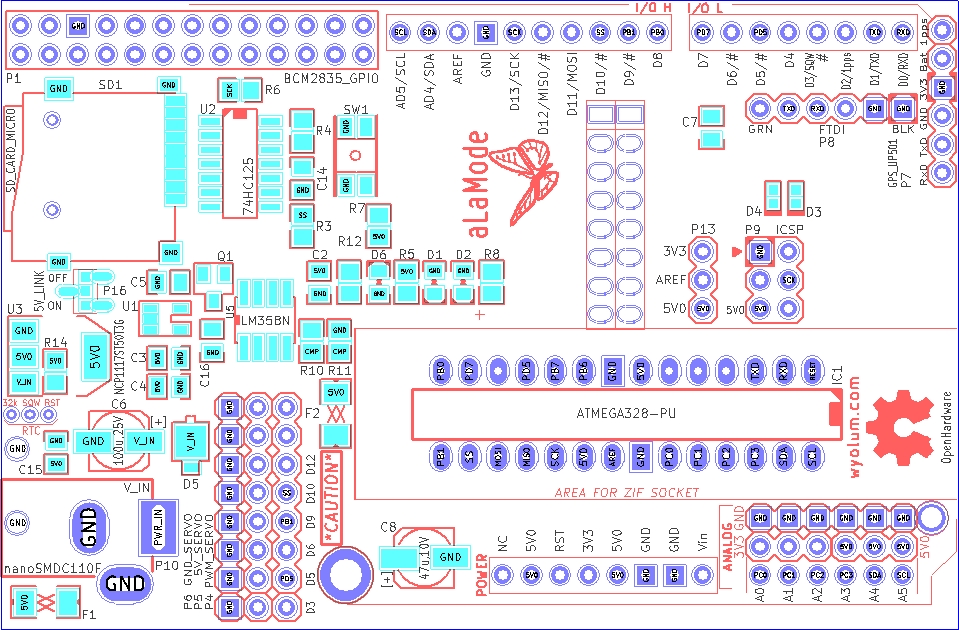 I/O H
I/O L
GND
SCL
SDA
GND
SCK
SS
PB1
PB0
PD7
PD5
TXD
RXD
1pps
Bat
3V3
GND
TxD
RxD
P1
BCM2835_GPIO
AD5/SCL
AD4/SDA
AREF
GND
D13/SCK
D12/MISO
D11/MOSI
D10/#
D9/#
D8
D7
D6/#
D5/#
D4
D3/SQW
#
D2/1pps
D1/TXD
D0/RXD
GND
SD1
GND
SCK
R6
U2
SW1
SD_CARD_MICRO
74HC125
R4
C14
GND
SS
R3
GND
GND
R7
R12
5V0
aLaMode
C7
TXD
RXD
GND
GND
GRN
FTDI
BLK
P8
GPS_UP501
P7
GND
D4
D3
P13
P9
ICSP
3V3
AREF
5V0
GND
SCK
5V0
GND
GND
5V_LINK
OFF
ON
P16
C5
GND
Q1
C2
D6
R5
D1
D2
R8
5V0
5V0
GND
GND
GND
GND
U3
GND
5V0
V_IN
R14
5V0
5V0
NCP1117ST50T3G
U1
U5
LM358N
GND
CMP
CMP
R10
R11
C3
5V0
GND
C4
5V0
GND
C16
GND
32k
SQW
RST
RTC
C6
GND
V_IN
[+]
100u,25V
V_IN
D5
F2
5V0
GND
GND
C15
5V0
PB0
PD7
PD5
PB7
PB6
GND
5V0
TXD
RXD
RESE
IC1
ATMEGA328-PU
PB1
SS
MOSI
MISO
SCK
5V0
AREF
GND
PC0
PC1
PC2
PC3
SDA
SCL
wyolum.com
OpenHardware
AREA FOR ZIF SOCKET
V_IN
GND
GND
PWR_IN
P10
nanoSMDC110F
GND
5V0
F1
P6 GND_SERVO
P5 5V_SERVO
P4 PWM_SERVO
GND
GND
GND
GND
GND
GND
GND
GND
SS
PB1
PD5
D12
D10
D9
D6
D5
D3
*CAUTION*
C8
GND
47u,10V
[+]
POWER
NC
5V0
RST
3V3
5V0
GND
GND
Vin
5V0
5V0
GND
GND
ANALOG
3V3
GND
GND
GND
GND
GND
GND
GND
5V0
5V0
5V0
5V0
PC0
PC1
PC2
PC3
SDA
SCL
A0
A1
A2
A3
A4
A5